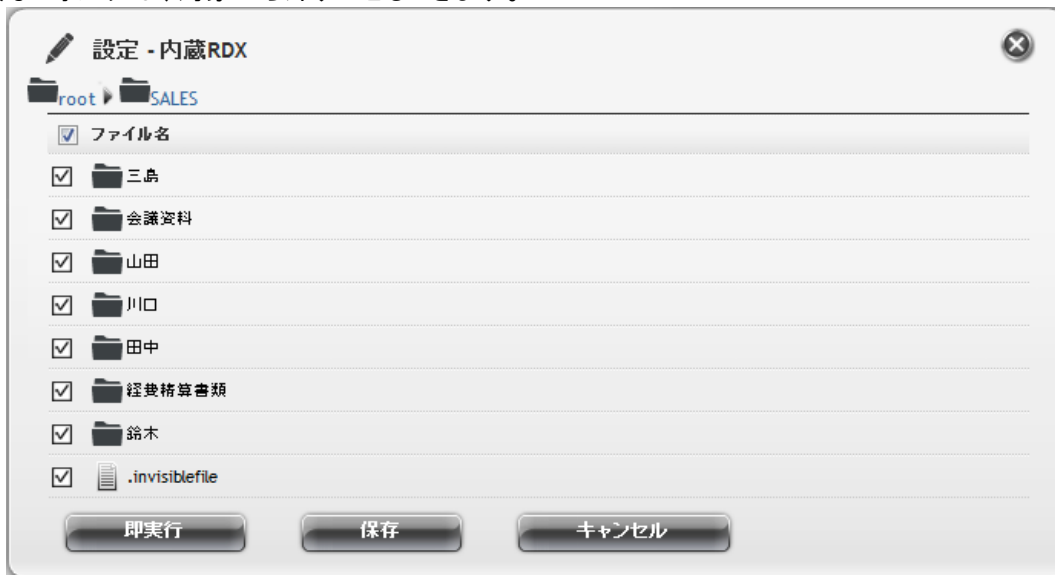 設定 - 内蔵RDX
root SALES
ファイル名
三島
会議資料
山田
川口
田中
経費精算書類
鈴木
.invisiblefile
即実行 保存 キャンセル